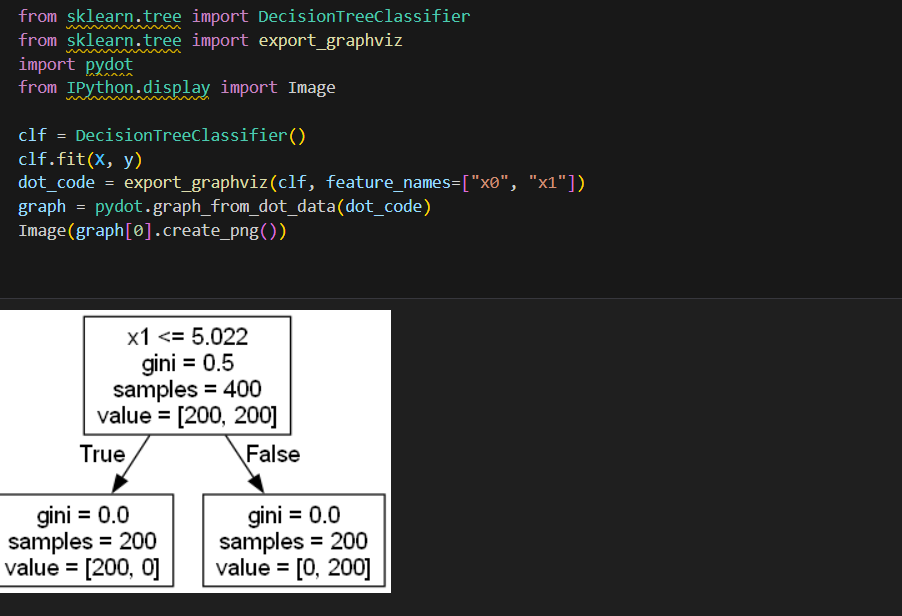 from sklearn.tree import DecisionTreeClassifier
from sklearn.tree import export_graphviz
import pydot
from IPython.display import Image
clf = DecisionTreeClassifier()
clf.fit(X, y)
dot_code = export_graphviz(clf, feature_names=["x0", "x1"])
graph = pydot.graph_from_dot_data(dot_code)
Image(graph[0].create_png())
x1 <= 5.022
gini = 0.5
samples = 400
value = [200, 200]
True
False
gini = 0.0
samples = 200
value = [200, 0]
gini = 0.0
samples = 200
value = [0, 200]